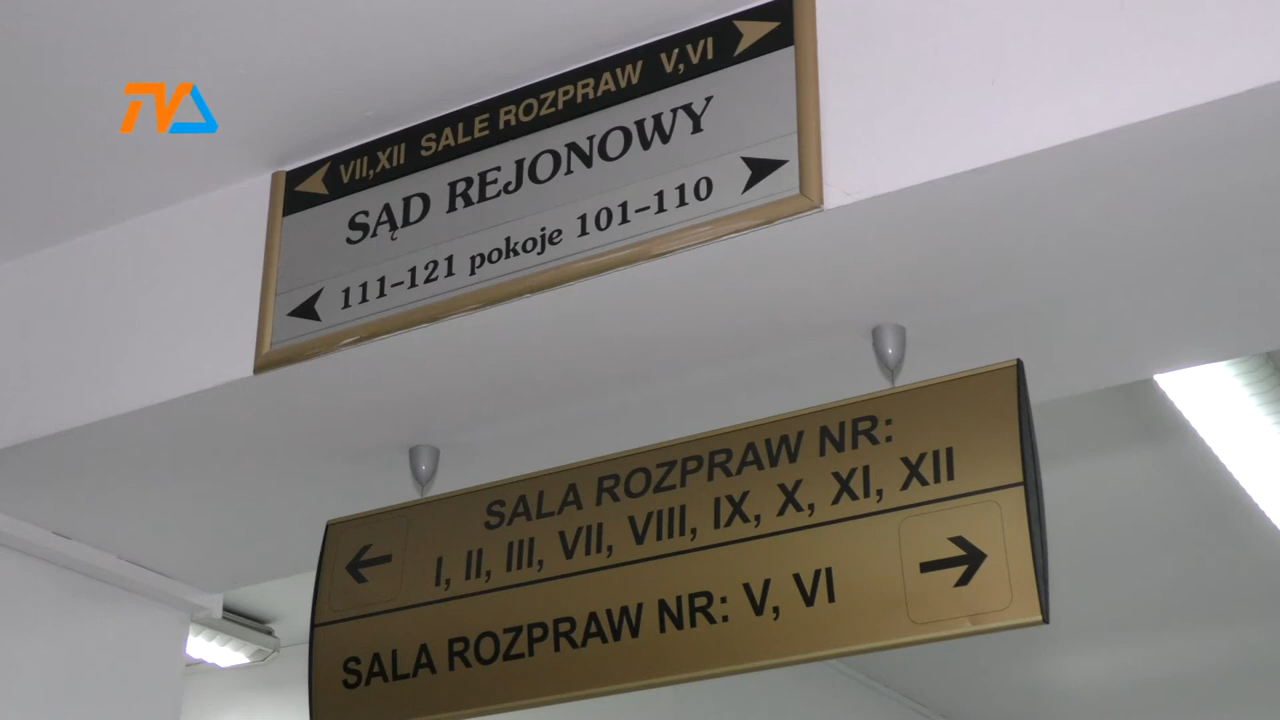 TVA
VII,XII SALE ROZPRAW V,VI
SĄD REJONOWY
111-121 pokoje 101-110
SALA ROZPRAW NR:
I, II, III, VII, VIII, IX, X, XI, XII
SALA ROZPRAW NR: V, VI